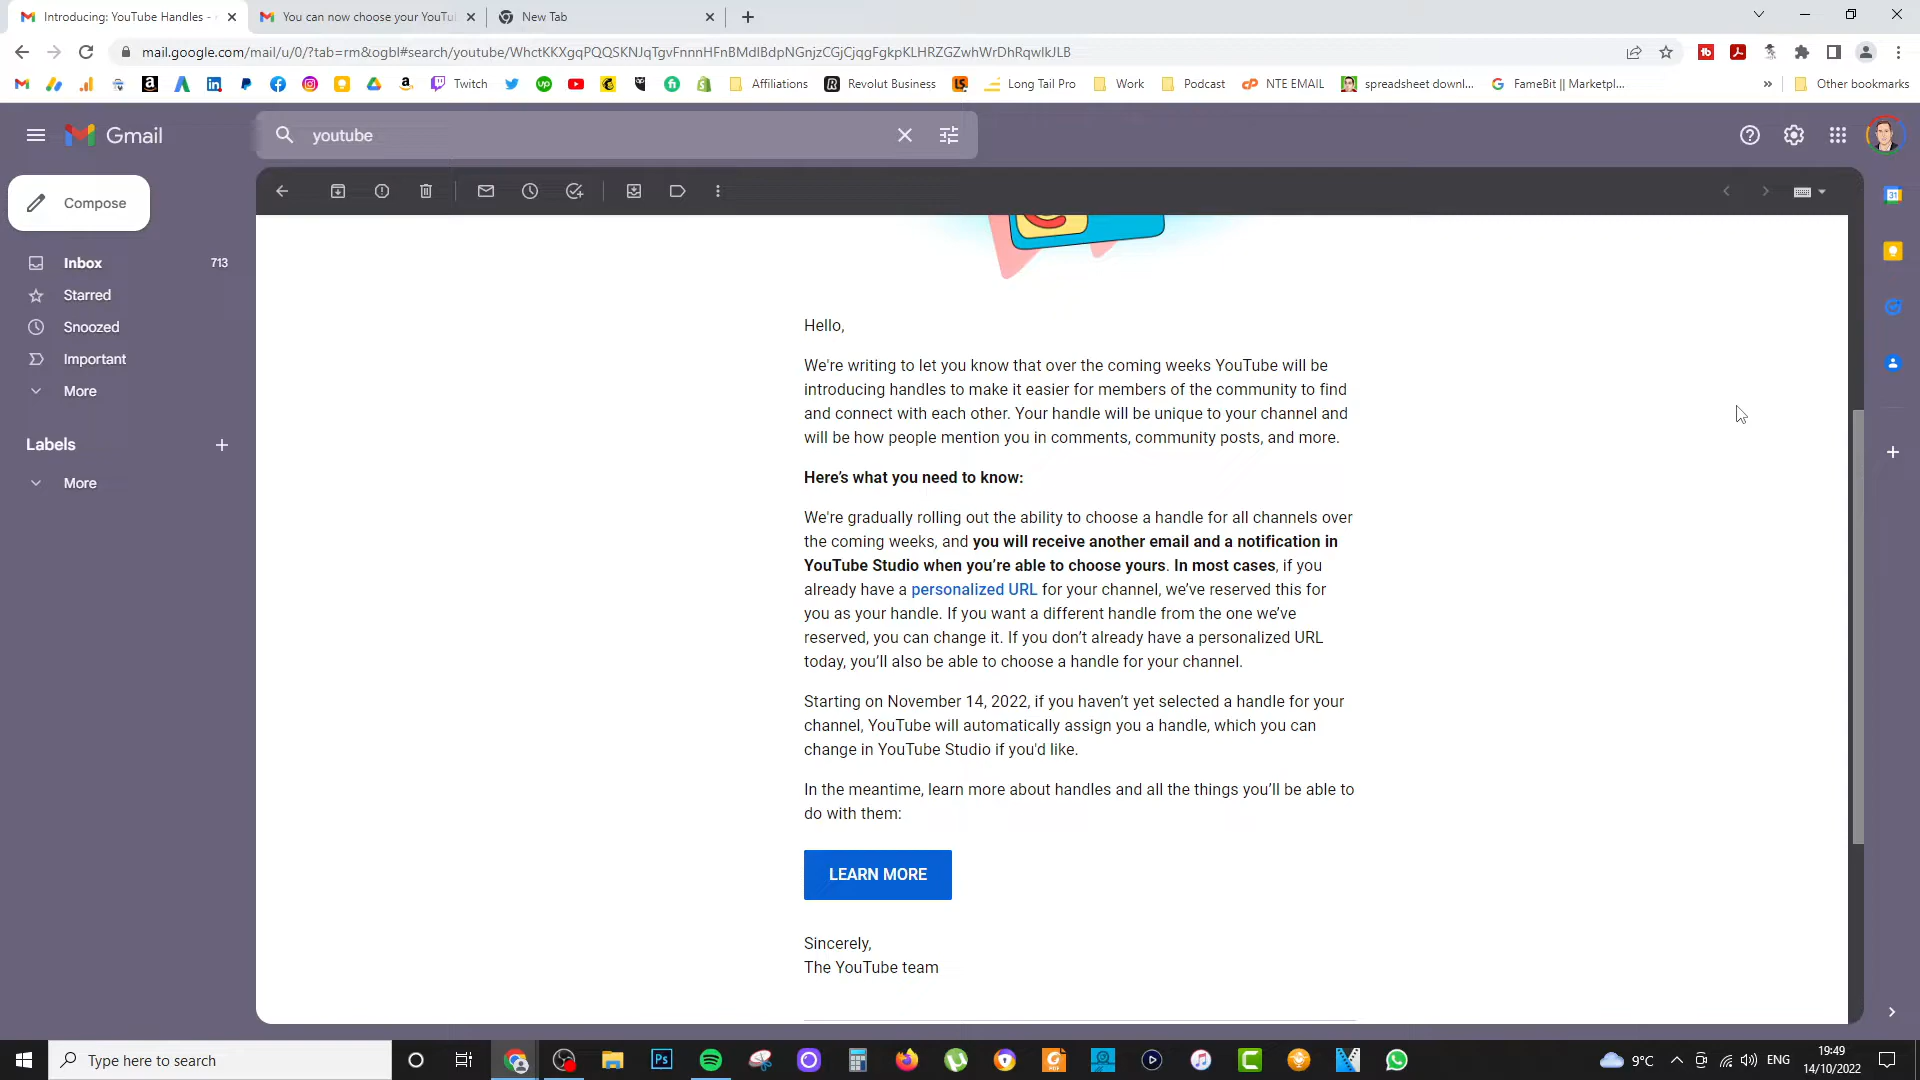 Introducing: YouTube Handles -
You can now choose your YouTu
New Tab
mail.google.com/mail/u/0/?tab=rm&ogbl#search/youtube/WhctKKXgqPQQSKNJqTgvFnnnHFnBMdlBdpNGnjzCGjCjqgFgkpKLHRZGZwhWrDhRqwlkJLB
Twitch
Affiliations
Revolut Business
Long Tail Pro
Work
Podcast
NTE EMAIL
spreadsheet downl...
FameBit || Marketpl...
»
Other bookmarks
Gmail
youtube
Compose
Inbox 713
Starred
Snoozed
Important
More
Labels
More
Hello,
We're writing to let you know that over the coming weeks YouTube will be
introducing handles to make it easier for members of the community to find
and connect with each other. Your handle will be unique to your channel and
will be how people mention you in comments, community posts, and more.
Here's what you need to know:
We're gradually rolling out the ability to choose a handle for all channels over
the coming weeks, and you will receive another email and a notification in
YouTube Studio when you're able to choose yours. In most cases, if you
already have a personalized URL for your channel, we've reserved this for
you as your handle. If you want a different handle from the one we've
reserved, you can change it. If you don't already have a personalized URL
today, you'll also be able to choose a handle for your channel.
Starting on November 14, 2022, if you haven't yet selected a handle for your
channel, YouTube will automatically assign you a handle, which you can
change in YouTube Studio if you'd like.
In the meantime, learn more about handles and all the things you'll be able to
do with them:
LEARN MORE
Sincerely,
The YouTube team
31
Type here to search
Ps
9°C
ENG
19:49
14/10/2022